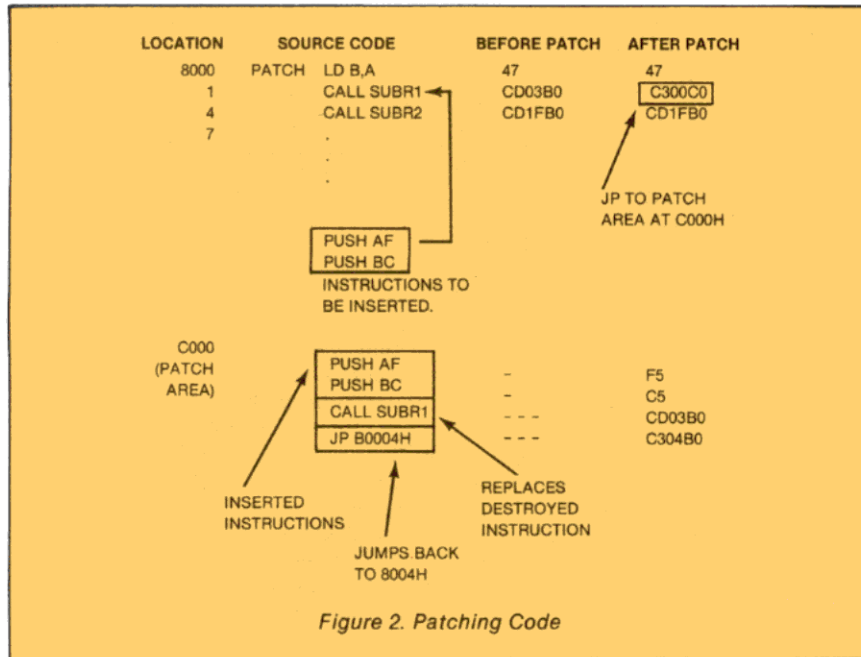 LOCATION SOURCE CODE BEFORE PATCH AFTER PATCH
8000 PATCH LD B,A 47 47
1 CALL SUBR1 CD03B0 C300C0
4 CALL SUBR2 CD1FB0 CD1FB0
7 .
.
.
JP TO PATCH
AREA AT C000H
PUSH AF
PUSH BC
INSTRUCTIONS TO
BE INSERTED.
C000
(PATCH
AREA)
PUSH AF - F5
PUSH BC - C5
CALL SUBR1 - - - CD03B0
JP B0004H - - - C304B0
INSERTED
INSTRUCTIONS
REPLACES
DESTROYED
INSTRUCTION
JUMPS BACK
TO 8004H
Figure 2. Patching Code